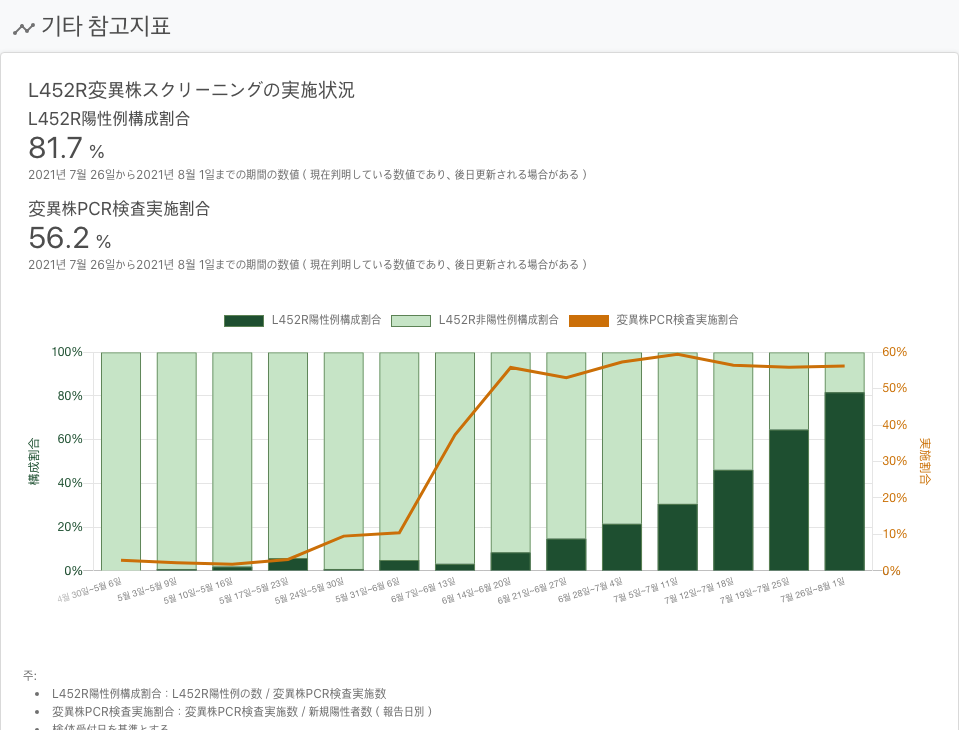 기타 참고지표
L452R変異株スクリーニングの実施状況
L452R陽性例構成割合
81.7 %
2021년 7월 26일から2021년 8월 1일までの期間の数値 ( 現在判明している数値であり、後日更新される場合がある )
変異株PCR検査実施割合
56.2 %
2021년 7월 26일から2021년 8월 1일までの期間の数値 ( 現在判明している数値であり、後日更新される場合がある )
L452R陽性例構成割合 L452R非陽性例構成割合 変異株PCR検査実施割合
100% 60%
80% 50%
60% 40%
構成割合 実施割合
40% 30%
20% 20%
0% 10%
0%
4월 30일~5월 6일 5월 3일~5월 9일 5월 10일~5월 16일 5월 17일~5월 23일 5월 24일~5월 30일 5월 31일~6월 6일 6월 7일~6월 13일 6월 14일~6월 20일 6월 21일~6월 27일 6월 28일~7월 4일 7월 5일~7월 11일 7월 12일~7월 18일 7월 19일~7월 25일 7월 26일~8월 1일
주:
• L452R陽性例構成割合：L452R陽性例の数 / 変異株PCR検査実施数
• 変異株PCR検査実施割合：変異株PCR検査実施数 / 新規陽性者数 ( 報告日別 )
• 検体受付日を基準とする